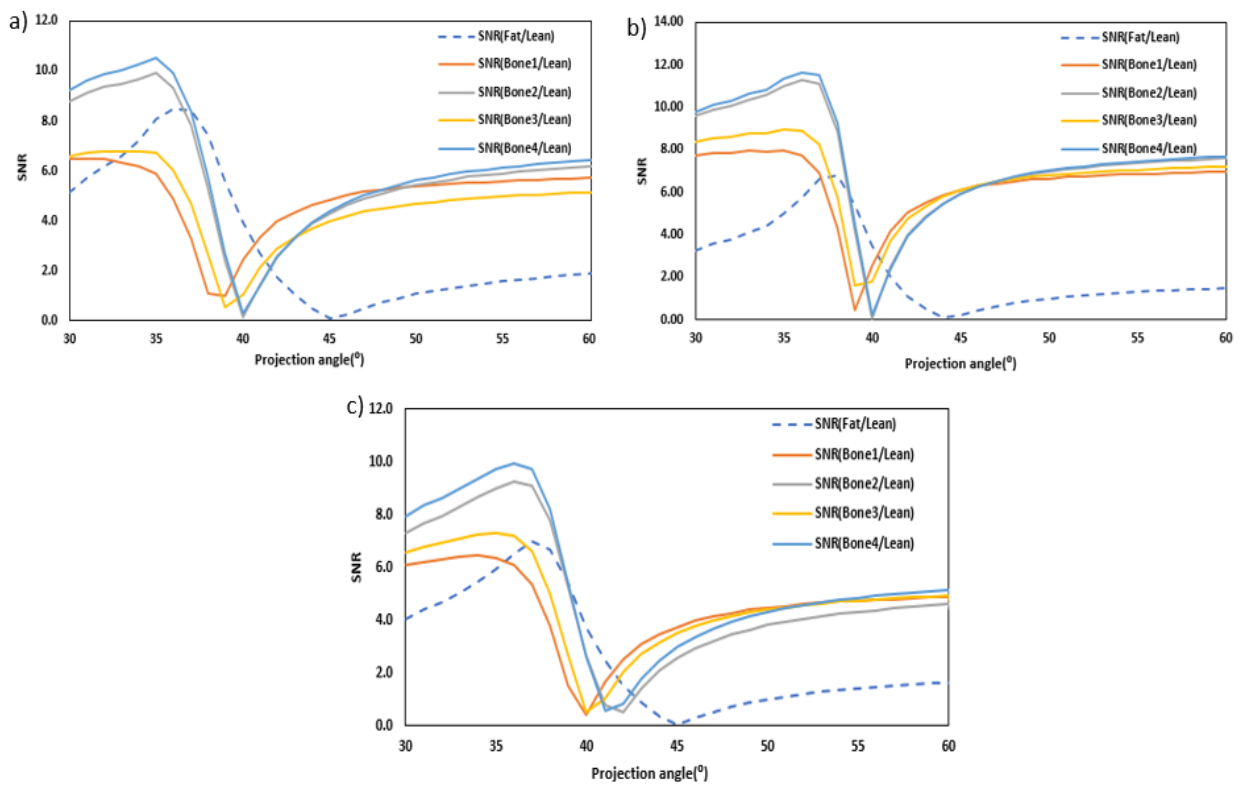 a)
12.0
10.0
8.0
6.0
4.0
2.0
0.0
SNR
30 35 40 45 50 55 60
Projection angle(⁰)
SNR(Fat/Lean)
SNR(Bone1/Lean)
SNR(Bone2/Lean)
SNR(Bone3/Lean)
SNR(Bone4/Lean)
b)
14.00
12.00
10.00
8.00
6.00
4.00
2.00
0.00
SNR
30 35 40 45 50 55 60
Projection angle(⁰)
SNR(Fat/Lean)
SNR(Bone1/Lean)
SNR(Bone2/Lean)
SNR(Bone3/Lean)
SNR(Bone4/Lean)
c)
12.0
10.0
8.0
6.0
4.0
2.0
0.0
SNR
30 35 40 45 50 55 60
Projection angle(⁰)
SNR(Fat/Lean)
SNR(Bone1/Lean)
SNR(Bone2/Lean)
SNR(Bone3/Lean)
SNR(Bone4/Lean)